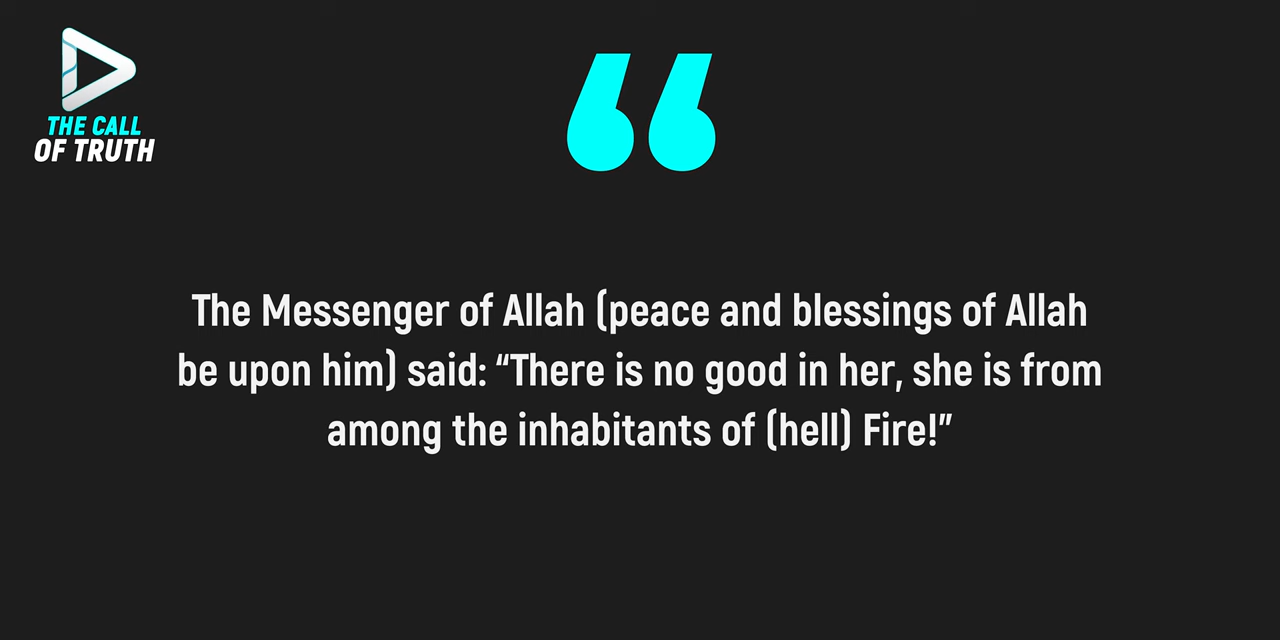 THE CALL
OF TRUTH
“
The Messenger of Allah (peace and blessings of Allah
be upon him) said: “There is no good in her, she is from
among the inhabitants of (hell) Fire!”